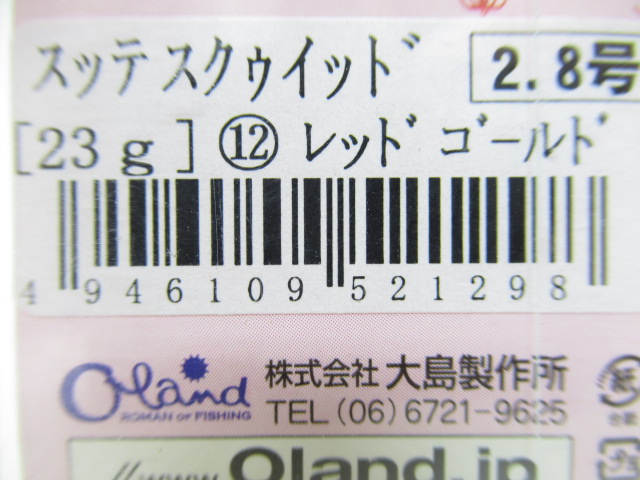 スッテ スクゥイッド 2.8号
[23g] ⑫ レッド ゴールド
4 946109 521298
Oland
ROMAN OF FISHING
株式会社 大島製作所
TEL (06) 6721-9625
Oland.jp